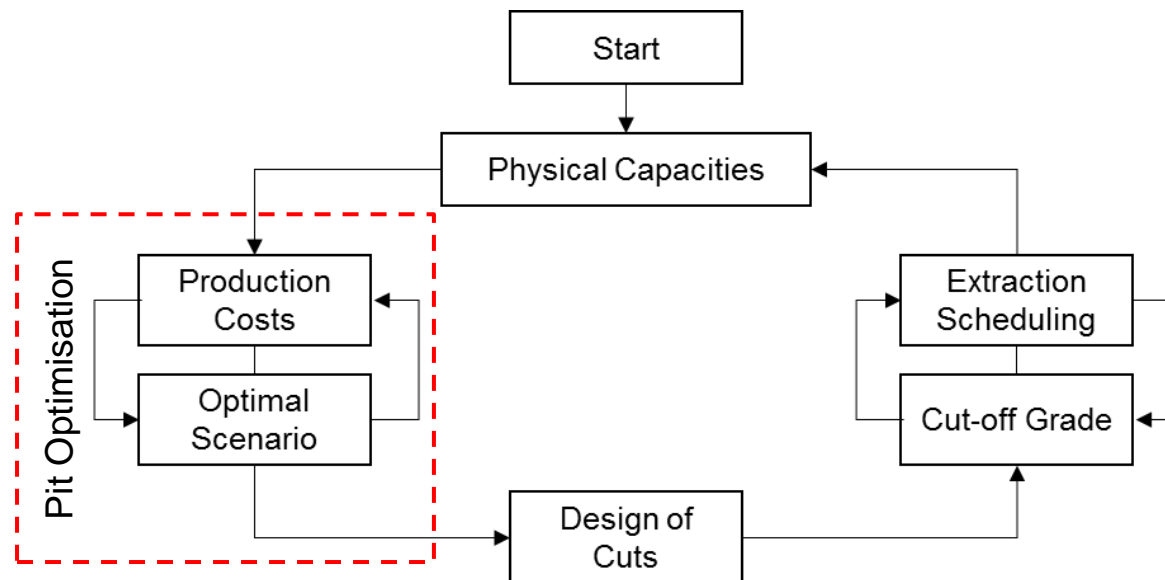 Start
Physical Capacities
Pit Optimisation
Production
Costs
Optimal
Scenario
Extraction
Scheduling
Cut-off Grade
Design of
Cuts